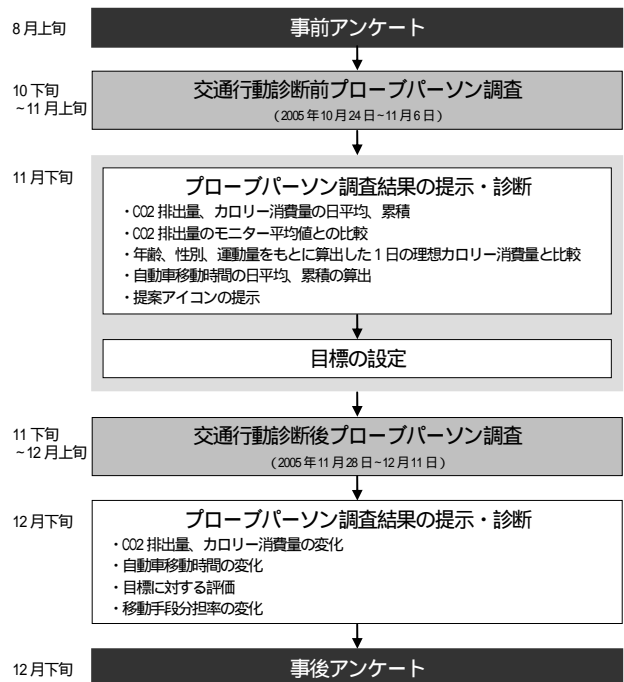 8月上旬
事前アンケート
10下旬
~11月上旬
交通行動診断前プローブパーソン調査
(2005年10月24日~11月6日)
11月下旬
プローブパーソン調査結果の提示・診断
・CO2排出量、カロリー消費量の日平均、累積
・CO2排出量のモニター平均値との比較
・年齢、性別、運動量をもとに算出した1日の理想カロリー消費量と比較
・自動車移動時間の日平均、累積の算出
・提案アイコンの提示
目標の設定
11下旬
~12月上旬
交通行動診断後プローブパーソン調査
(2005年11月28日~12月11日)
12月下旬
プローブパーソン調査結果の提示・診断
・CO2排出量、カロリー消費量の変化
・自動車移動時間の変化
・目標に対する評価
・移動手段分担率の変化
12月下旬
事後アンケート